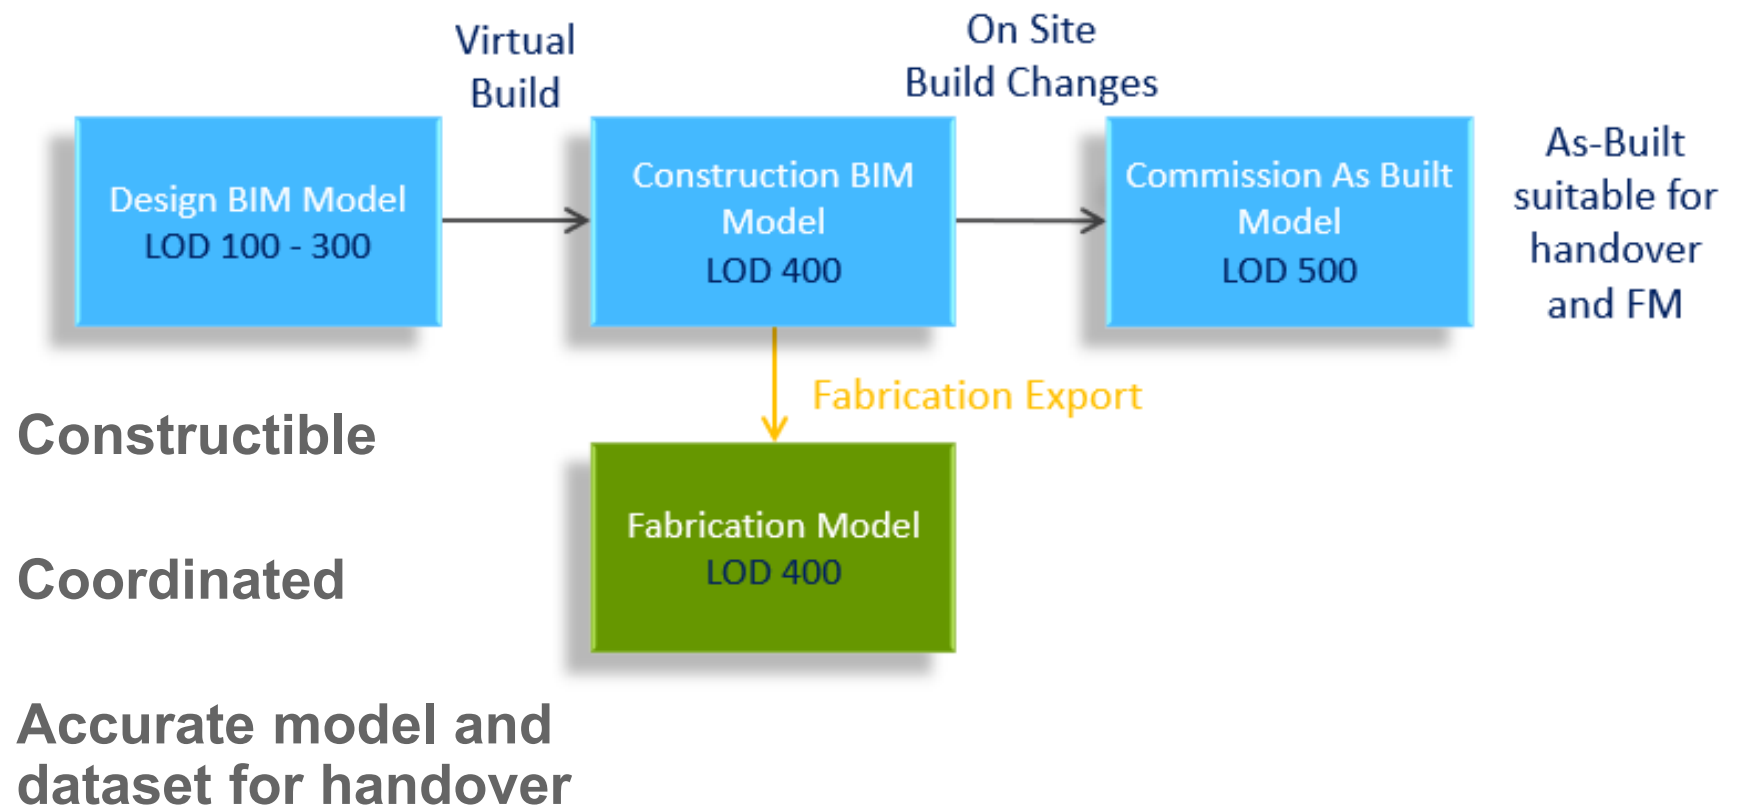 Virtual
Build
On Site
Build Changes
Design BIM Model
LOD 100 - 300
Construction BIM
Model
LOD 400
Commission As Built
Model
LOD 500
As-Built
suitable for
handover
and FM
Fabrication Export
Constructible
Fabrication Model
LOD 400
Coordinated
Accurate model and
dataset for handover